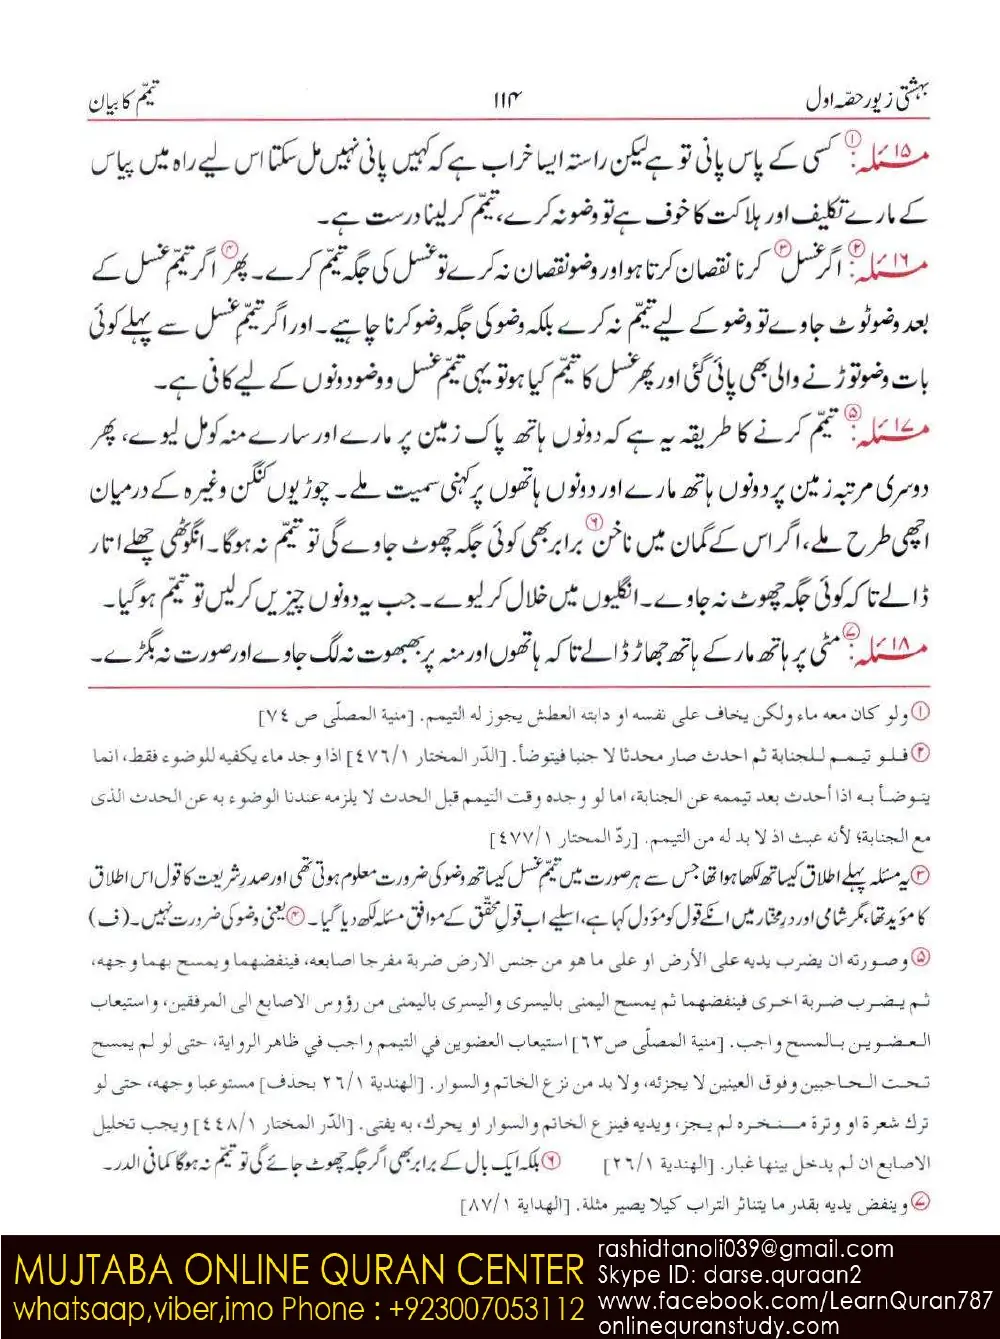 بہشتی زیور حصّہ اول ۱۱۴ تیمّم کا بیان
مسئلہ۱۵:① کسی کے پاس پانی تو ہے لیکن راستہ ایسا خراب ہے کہ کہیں پانی نہیں مل سکتا اس لیے راہ میں پیاس
کے مارے تکلیف اور ہلاکت کا خوف ہے تو وضو نہ کرے، تیمّم کر لینا درست ہے۔
مسئلہ۱۶:② اگر غسل③ کرنا نقصان کرتا ہو اور وضو نقصان نہ کرے تو غسل کی جگہ تیمّم کرے۔ پھر④ اگر تیمّمِ غسل کے
بعد وضو ٹوٹ جاوے تو وضو کے لیے تیمّم نہ کرے بلکہ وضو کی جگہ وضو کرنا چاہیے۔ اور اگر تیمّمِ غسل سے پہلے کوئی
بات وضو توڑنے والی بھی پائی گئی اور پھر غسل کا تیمّم کیا ہو تو یہی تیمّم غسل و وضو دونوں کے لیے کافی ہے۔
مسئلہ۱۷:⑤ تیمّم کرنے کا طریقہ یہ ہے کہ دونوں ہاتھ پاک زمین پر مارے اور سارے منہ کو مل لیوے، پھر
دوسری مرتبہ زمین پر دونوں ہاتھ مارے اور دونوں ہاتھوں پر کہنی سمیت ملے۔ چوڑیوں کنگن وغیرہ کے درمیان
اچھی طرح ملے، اگر اس کے گمان میں ناخن⑥ برابر بھی کوئی جگہ چھوٹ جاوے گی تو تیمّم نہ ہوگا۔ انگوٹھی چھلے اتار
ڈالے تا کہ کوئی جگہ چھوٹ نہ جاوے۔ انگلیوں میں خلال کر لیوے۔ جب یہ دونوں چیزیں کر لیں تو تیمّم ہو گیا۔
مسئلہ۱۸:⑦ مٹی پر ہاتھ مار کے ہاتھ جھاڑ ڈالے تا کہ ہاتھوں اور منہ پر بھبھوت نہ لگ جاوے اور صورت نہ بگڑے۔
① ولو كان معه ماء ولكن يخاف على نفسه او دابته العطش يجوز له التيمم. [منية المصلّي ص ٧٤]
② فلو تيمم للجنابة ثم احدث صار محدثا لا جنبا فيتوضأ. [الدّر المختار ٤٧٦/١] اذا وجد ماء يكفيه للوضوء فقط، انما
يتوضأ به اذا أحدث بعد تيممه عن الجنابة، اما لو وجده وقت التيمم قبل الحدث لا يلزمه عندنا الوضوء به عن الحدث الذى
مع الجنابة؛ لأنه عبث اذ لا بد له من التيمم. [ردّ المحتار ٤٧٧/١]
③ یہ مسئلہ پہلے اطلاق کیساتھ لکھا ہوا تھا جس سے ہر صورت میں تیمّمِ غسل کیساتھ وضو کی ضرورت معلوم ہوتی تھی اور صدرِ شریعت کا قول اس اطلاق
کا مؤید تھا، مگر شامی اور درِ مختار میں انکے قول کو مؤول کہا ہے، اسلیے اب قولِ محقّق کے موافق مسئلہ لکھ دیا گیا۔ ④ یعنی وضو کی ضرورت نہیں۔ (ف)
⑤ وصورته ان يضرب يديه على الأرض او على ما هو من جنس الارض ضربة مفرجا اصابعه، فينفضهما ويمسح بهما وجهه،
ثم يضرب ضربة اخرى فينفضهما ثم يمسح اليمنى باليسرى واليسرى باليمنى من رؤوس الاصابع الى المرفقين، واستيعاب
العضوين بالمسح واجب. [منية المصلّي ص٦٣] استيعاب العضوين في التيمم واجب في ظاهر الرواية، حتى لو لم يمسح
تحت الحاجبين وفوق العينين لا يجزئه، ولا بد من نزع الخاتم والسوار. [الهندية ٢٦/١ بحذف] مستوعبا وجهه، حتى لو
ترك شعرة او وترة منخره لم يجز، ويديه فينزع الخاتم والسوار او يحرك، به يفتى. [الدّر المختار ٤٤٨/١] ويجب تخليل
الاصابع ان لم يدخل بينها غبار. [الهندية ٢٦/١] ⑥ بلکہ ایک بال کے برابر بھی اگر جگہ چھوٹ جائے گی تو تیمّم نہ ہوگا کما فی الدر۔
⑦ وينفض يديه بقدر ما يتناثر التراب كيلا يصير مثلة. [الهداية ٨٧/١]
MUJTABA ONLINE QURAN CENTER
whatsaap,viber,imo Phone : +923007053112
rashidtanoli039@gmail.com
Skype ID: darse.quraan2
www.facebook.com/LearnQuran787
onlinequranstudy.com